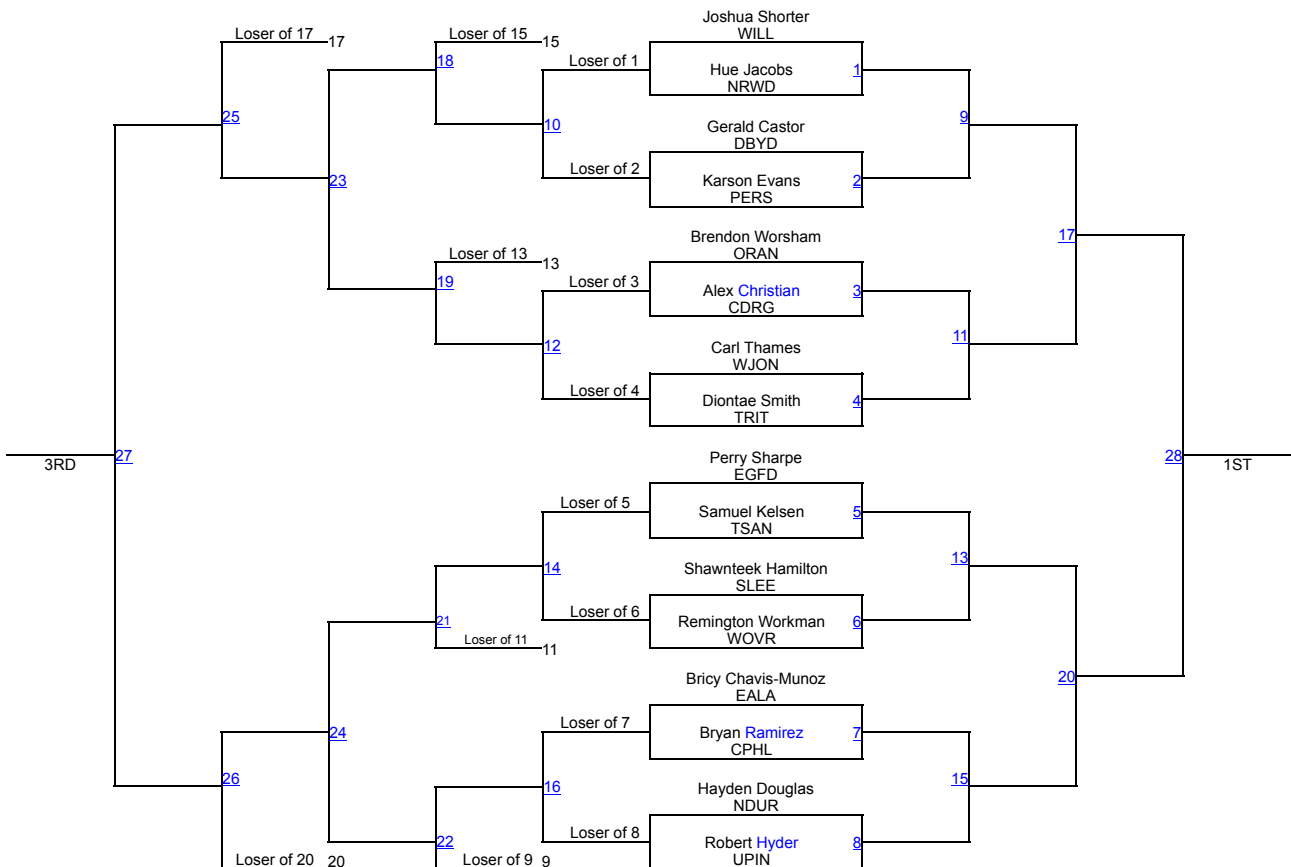 Joshua Shorter
Loser of 17 17
Loser of 15 15
WILL
18
Loser of 1
Hue Jacobs 1
NRWD
25
10
Gerald Castor
9
DBYD
Loser of 2
23
Karson Evans 2
PERS
Brendon Worsham
17
ORAN
Loser of 13 13
19
Loser of 3
Alex Christian 3
CDRG
12
Carl Thames
11
WJON
Loser of 4
Diontae Smith 4
TRIT
3RD
27
Perry Sharpe
28
1ST
EGFD
Loser of 5
Samuel Kelsen 5
TSAN
14
Shawnteek Hamilton
13
SLEE
Loser of 6
21
Remington Workman 6
WOVR
Loser of 11 11
Bricy Chavis-Munoz
20
EALA
Loser of 7
24
Bryan Ramirez 7
CPHL
26
16
Hayden Douglas
15
NDUR
Loser of 8
22
Robert Hyder 8
UPIN
Loser of 20 20
Loser of 9 9